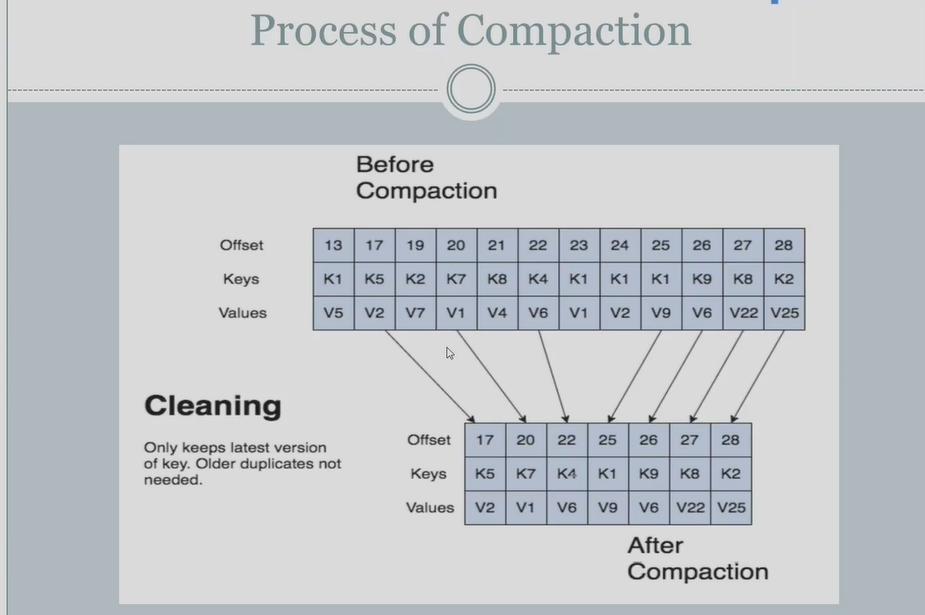 Process of Compaction
Before
Compaction
Offset 13 17 19 20 21 22 23 24 25 26 27 28
Keys K1 K5 K2 K7 K8 K4 K1 K1 K1 K9 K8 K2
Values V5 V2 V7 V1 V4 V6 V1 V2 V9 V6 V22 V25
Cleaning
Only keeps latest version
of key. Older duplicates not
needed.
Offset 17 20 22 25 26 27 28
Keys K5 K7 K4 K1 K9 K8 K2
Values V2 V1 V6 V9 V6 V22 V25
After
Compaction